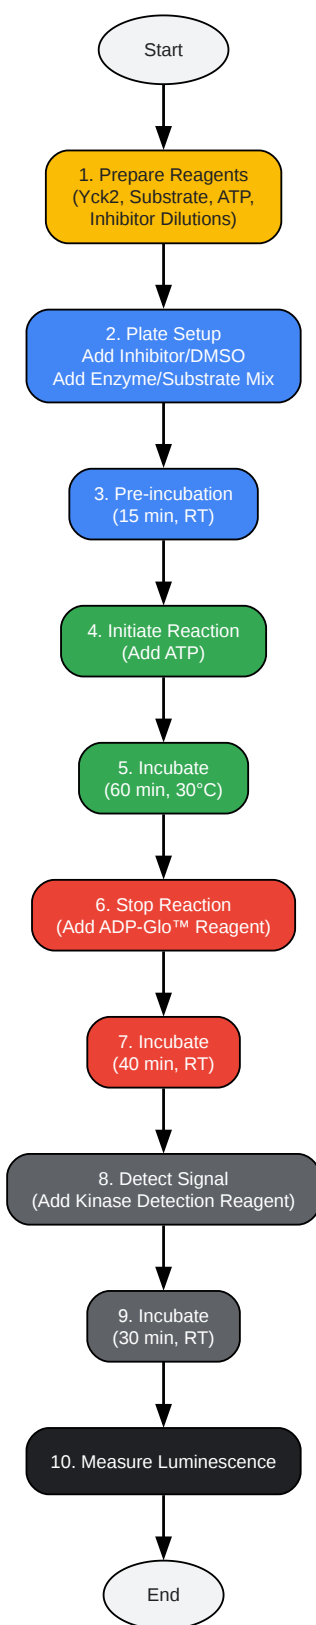 Start
1. Prepare Reagents
(Yck2, Substrate, ATP,
Inhibitor Dilutions)
2. Plate Setup
Add Inhibitor/DMSO
Add Enzyme/Substrate Mix
3. Pre-incubation
(15 min, RT)
4. Initiate Reaction
(Add ATP)
5. Incubate
(60 min, 30°C)
6. Stop Reaction
(Add ADP-Glo™ Reagent)
7. Incubate
(40 min, RT)
8. Detect Signal
(Add Kinase Detection Reagent)
9. Incubate
(30 min, RT)
10. Measure Luminescence
End